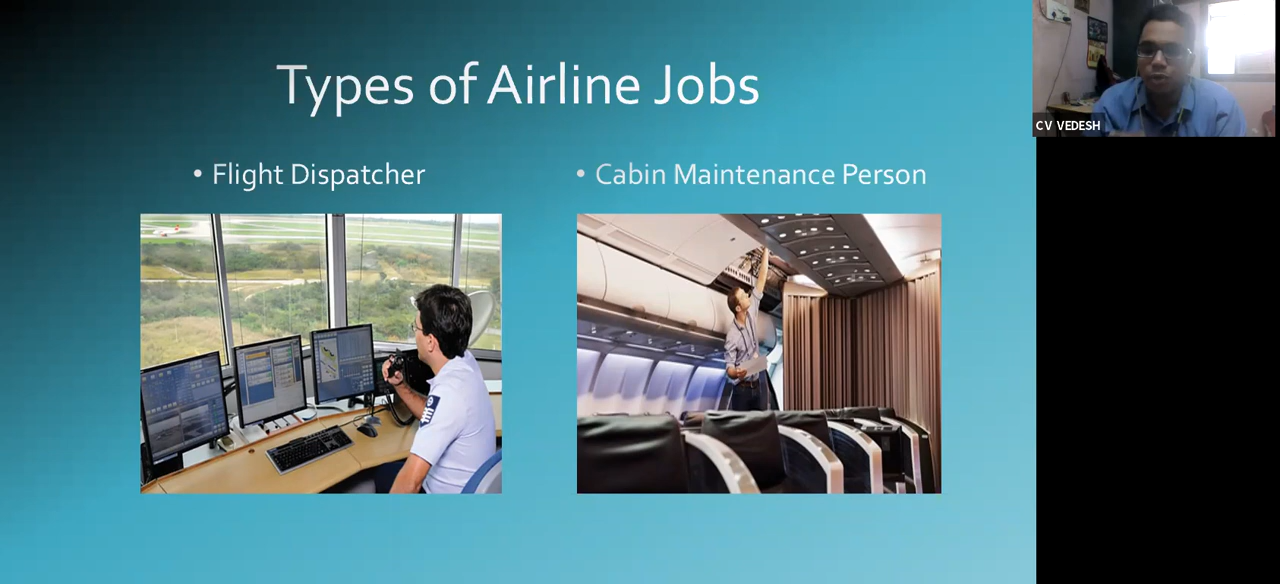 Types of Airline Jobs
• Flight Dispatcher
• Cabin Maintenance Person
CV VEDESH